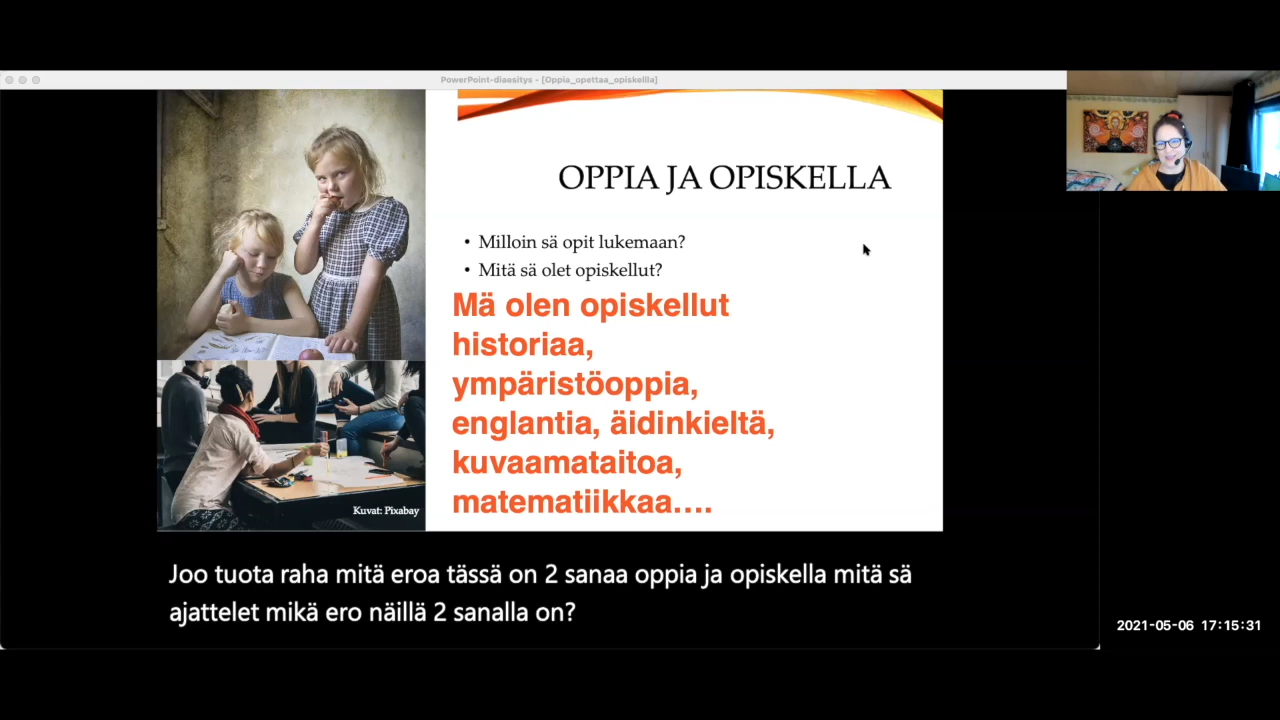 PowerPoint-diaesitys - [Oppia_opettaa_opiskellla]
OPPIA JA OPISKELLA
• Milloin sä opit lukemaan?
• Mitä sä olet opiskellut?
Mä olen opiskellut
historiaa,
ympäristöoppia,
englantia, äidinkieltä,
kuvaamataitoa,
matematiikkaa....
Kuvat: Pixabay
Joo tuota raha mitä eroa tässä on 2 sanaa oppia ja opiskella mitä sä
ajattelet mikä ero näillä 2 sanalla on?
2021-05-06 17:15:31